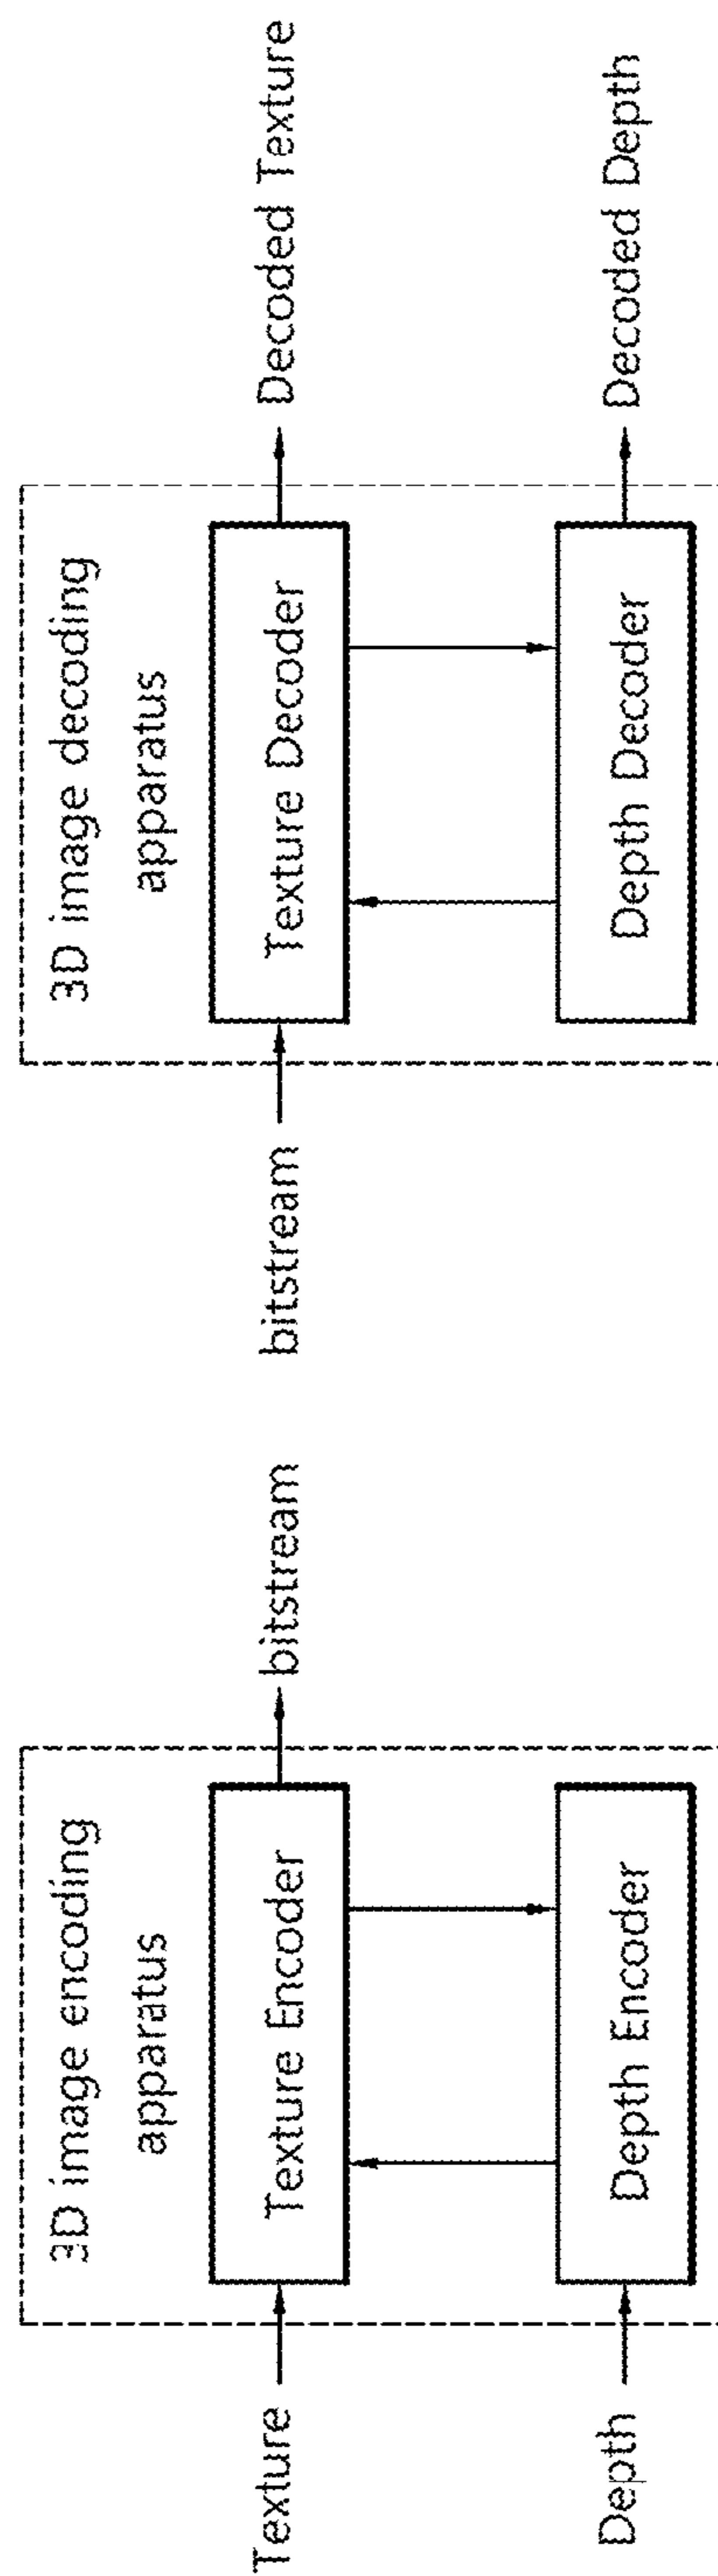 3D image encoding
apparatus
Texture
Texture Encoder
bitstream
Depth
Depth Encoder
3D image decoding
apparatus
bitstream
Texture Decoder
Decoded Texture
Depth Decoder
Decoded Depth